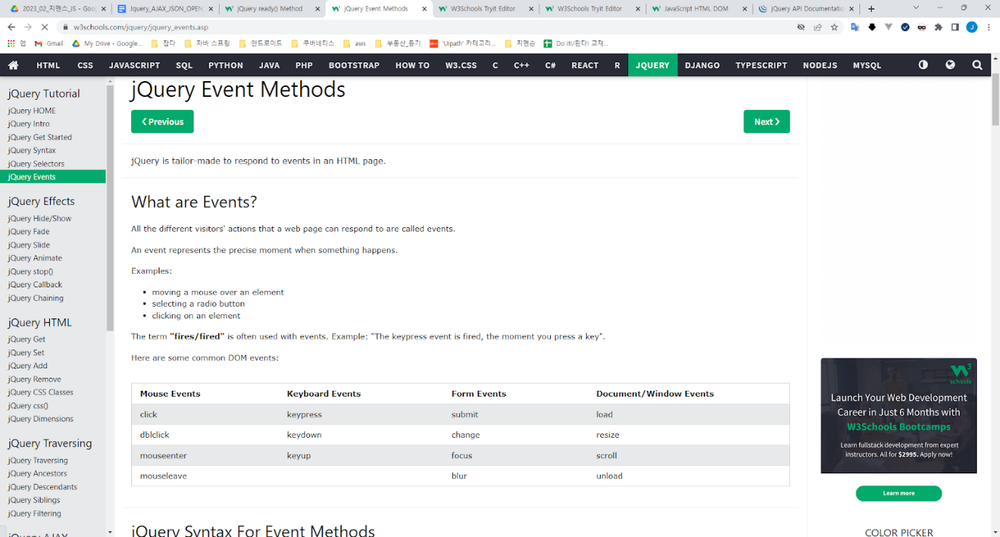 2023_02_지멘스_JS - Goo
Jquery_AJAX_JSON_OPEN
jQuery ready() Method
jQuery Event Methods
W3Schools Tryit Editor
W3Schools Tryit Editor
JavaScript HTML DOM
jQuery API Documentatio
w3schools.com/jquery/jquery_events.asp
앱
Gmail
My Drive - Google...
잡다
자바 스프링
안드로이드
쿠버네티스
aws
부동산_등기
'Uipath' 카테고리...
지멘슨
Do it!/된다! 교재...
HTML
CSS
JAVASCRIPT
SQL
PYTHON
JAVA
PHP
BOOTSTRAP
HOW TO
W3.CSS
C
C++
C#
REACT
R
JQUERY
DJANGO
TYPESCRIPT
NODEJS
MYSQL
jQuery Tutorial
jQuery HOME
jQuery Intro
jQuery Get Started
jQuery Syntax
jQuery Selectors
jQuery Events
jQuery Effects
jQuery Hide/Show
jQuery Fade
jQuery Slide
jQuery Animate
jQuery stop()
jQuery Callback
jQuery Chaining
jQuery HTML
jQuery Get
jQuery Set
jQuery Add
jQuery Remove
jQuery CSS Classes
jQuery css()
jQuery Dimensions
jQuery Traversing
jQuery Traversing
jQuery Ancestors
jQuery Descendants
jQuery Siblings
jQuery Filtering
jQuery AJAX
jQuery Event Methods
❮ Previous
Next ❯
jQuery is tailor-made to respond to events in an HTML page.
What are Events?
All the different visitors' actions that a web page can respond to are called events.
An event represents the precise moment when something happens.
Examples:
• moving a mouse over an element
• selecting a radio button
• clicking on an element
The term "fires/fired" is often used with events. Example: "The keypress event is fired, the moment you press a key".
Here are some common DOM events:
Mouse Events Keyboard Events Form Events Document/Window Events
click keypress submit load
dblclick keydown change resize
mouseenter keyup focus scroll
mouseleave blur unload
jQuery Syntax For Event Methods
W3
schools
Launch Your Web Development
Career in Just 6 Months with
W3Schools Bootcamps
Learn fullstack development from expert
instructors. All for $2995. Apply now!
Learn more
COLOR PICKER